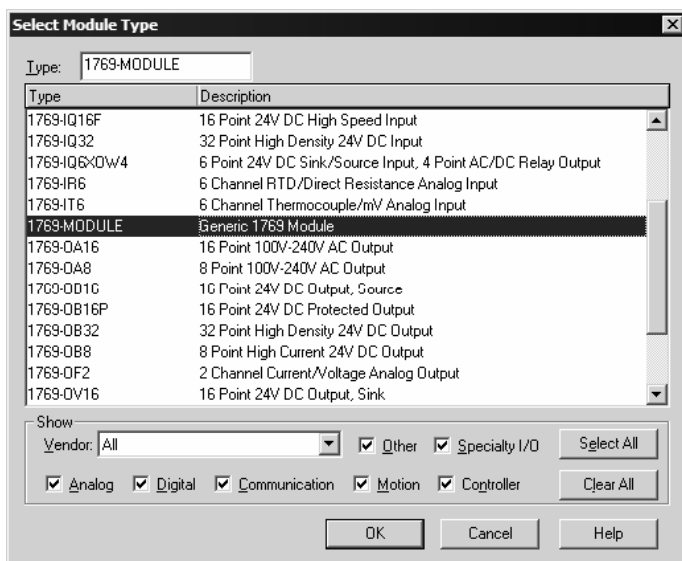 Select Module Type
Type: 1769-MODULE
Type Description
1769-IQ16F 16 Point 24V DC High Speed Input
1769-IQ32 32 Point High Density 24V DC Input
1769-IQ6XOW4 6 Point 24V DC Sink/Source Input, 4 Point AC/DC Relay Output
1769-IR6 6 Channel RTD/Direct Resistance Analog Input
1769-IT6 6 Channel Thermocouple/mV Analog Input
1769-MODULE Generic 1769 Module
1769-OA16 16 Point 100V-240V AC Output
1769-OA8 8 Point 100V-240V AC Output
1769-OB16 16 Point 24V DC Output, Source
1769-OB16P 16 Point 24V DC Protected Output
1769-OB32 32 Point High Density 24V DC Output
1769-OB8 8 Point High Current 24V DC Output
1769-OF2 2 Channel Current/Voltage Analog Output
1769-OV16 16 Point 24V DC Output, Sink
Show
Vendor: All Other Specialty I/O Select All
Analog Digital Communication Motion Controller Clear All
OK Cancel Help